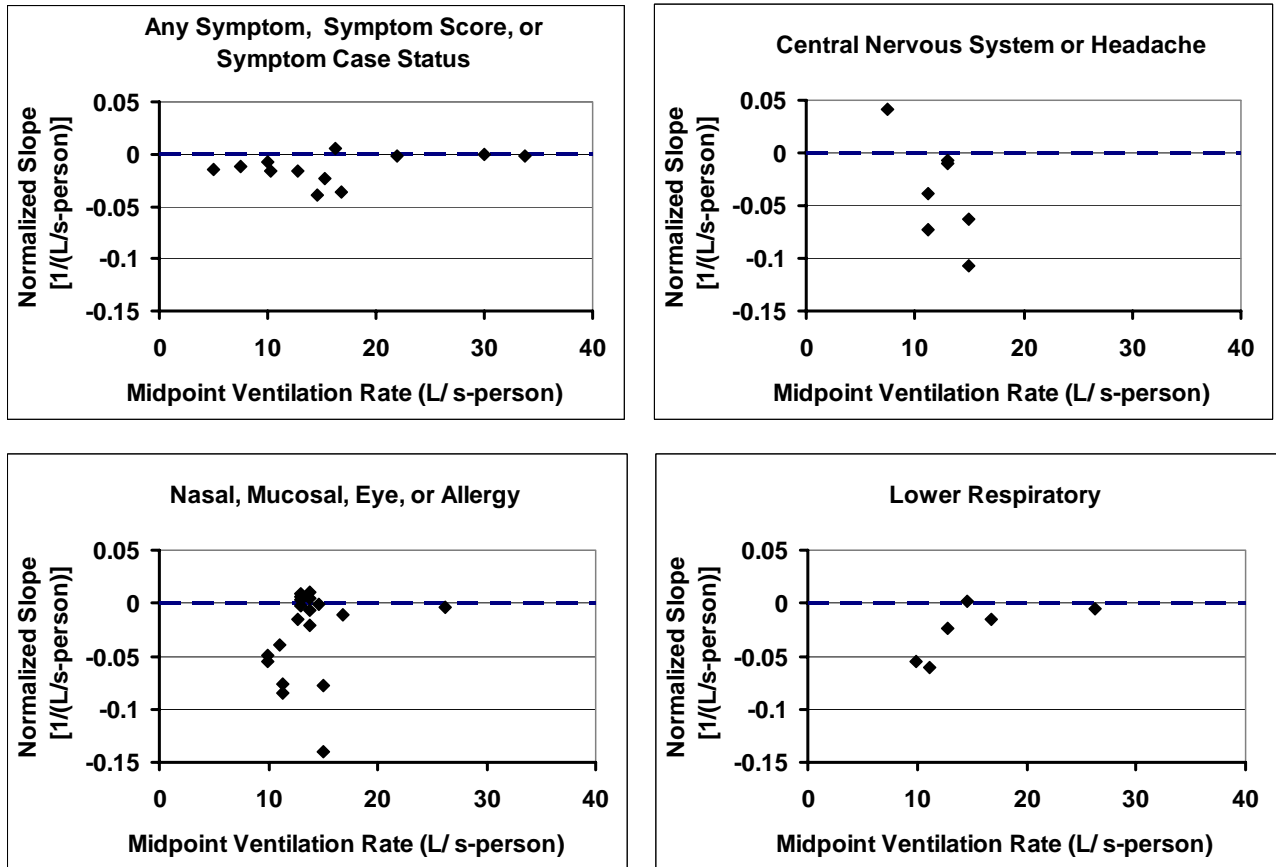 Any Symptom, Symptom Score, or
Symptom Case Status
0.05
0
-0.05
-0.1
-0.15
0 10 20 30 40
Normalized Slope
[1/(L/s-person)]
Midpoint Ventilation Rate (L/ s-person)
Central Nervous System or Headache
0.05
0
-0.05
-0.1
-0.15
0 10 20 30 40
Normalized Slope
[1/(L/s-person)]
Midpoint Ventilation Rate (L/ s-person)
Nasal, Mucosal, Eye, or Allergy
0.05
0
-0.05
-0.1
-0.15
0 10 20 30 40
Normalized Slope
[1/(L/s-person)]
Midpoint Ventilation Rate (L/ s-person)
Lower Respiratory
0.05
0
-0.05
-0.1
-0.15
0 10 20 30 40
Normalized Slope
[1/(L/s-person)]
Midpoint Ventilation Rate (L/ s-person)